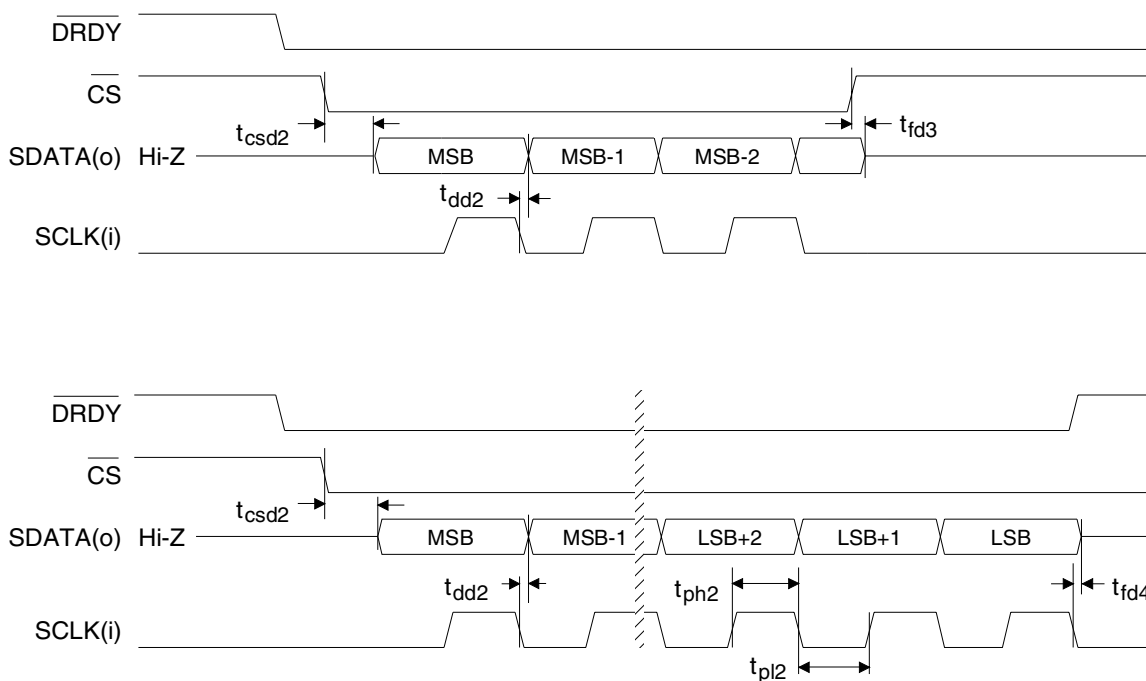 DRDY
CS
tcsd2
tfd3
SDATA(o) Hi-Z
MSB
MSB-1
MSB-2
tdd2
SCLK(i)
DRDY
CS
tcsd2
SDATA(o) Hi-Z
MSB
MSB-1
LSB+2
LSB+1
LSB
tdd2
tph2
tfd4
SCLK(i)
tpl2